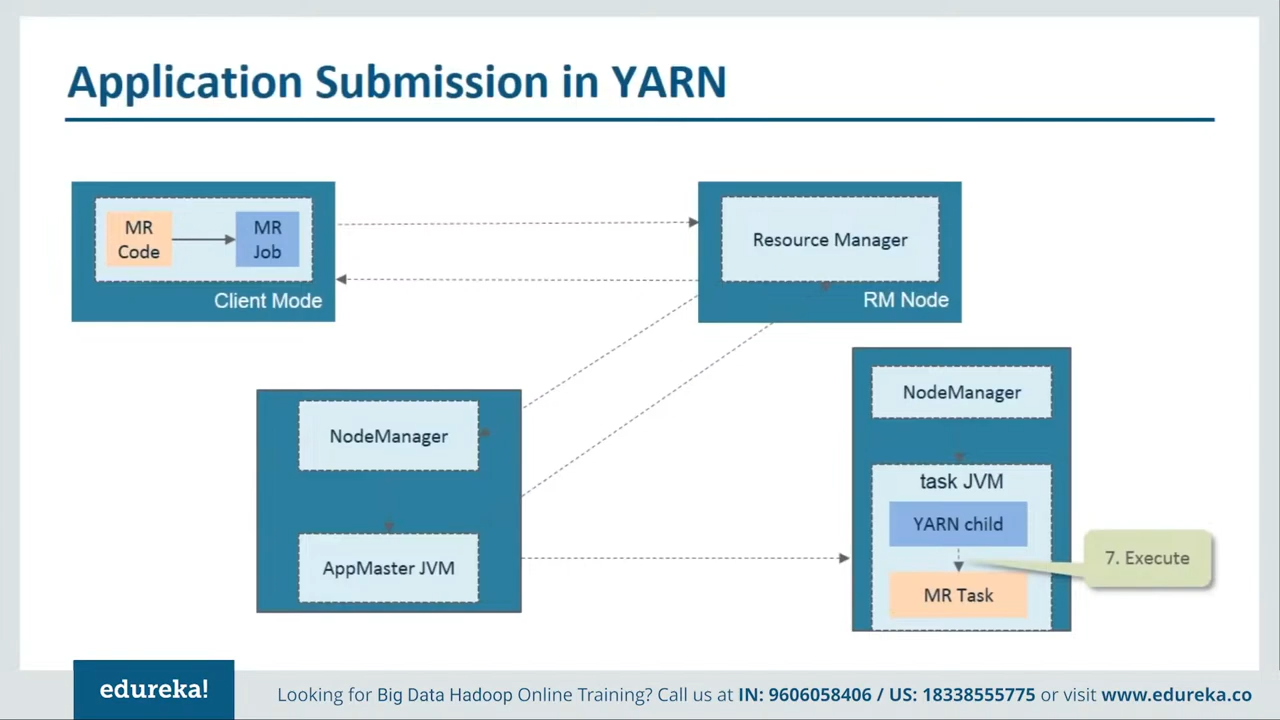 Application Submission in YARN
MR
Code
MR
Job
Client Mode
Resource Manager
RM Node
NodeManager
AppMaster JVM
NodeManager
task JVM
YARN child
MR Task
7. Execute
edureka!
Looking for Big Data Hadoop Online Training? Call us at IN: 9606058406 / US: 18338555775 or visit www.edureka.co